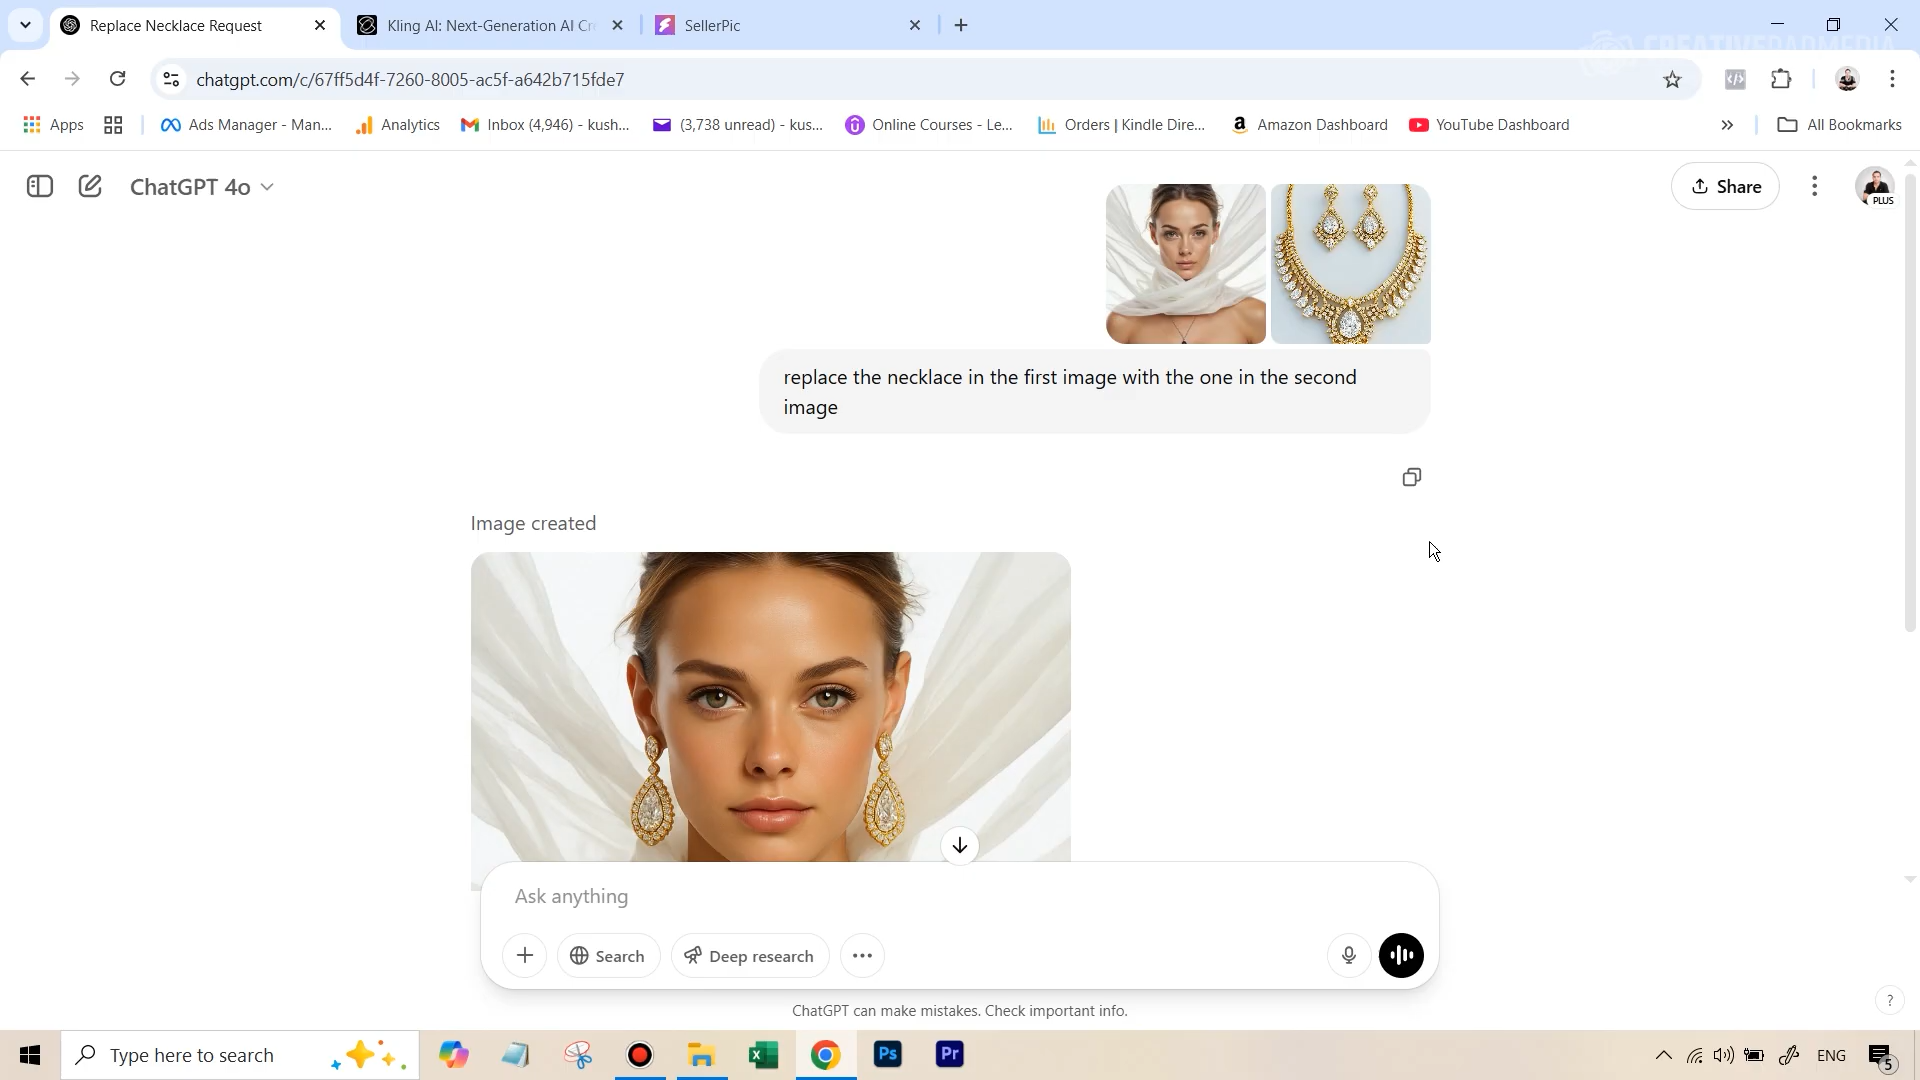 Replace Necklace Request
Kling AI: Next-Generation AI Cr
SellerPic
CREATIVEPADMEDIA
chatgpt.com/c/67ff5d4f-7260-8005-ac5f-a642b715fde7
Apps
Ads Manager - Man...
Analytics
Inbox (4,946) - kush...
(3,738 unread) - kus...
Online Courses - Le...
Orders | Kindle Dire...
Amazon Dashboard
YouTube Dashboard
All Bookmarks
ChatGPT 4o
Share
PLUS
replace the necklace in the first image with the one in the second
image
Image created
Ask anything
Search
Deep research
ChatGPT can make mistakes. Check important info.
?
Type here to search
Ps
Pr
ENG
5